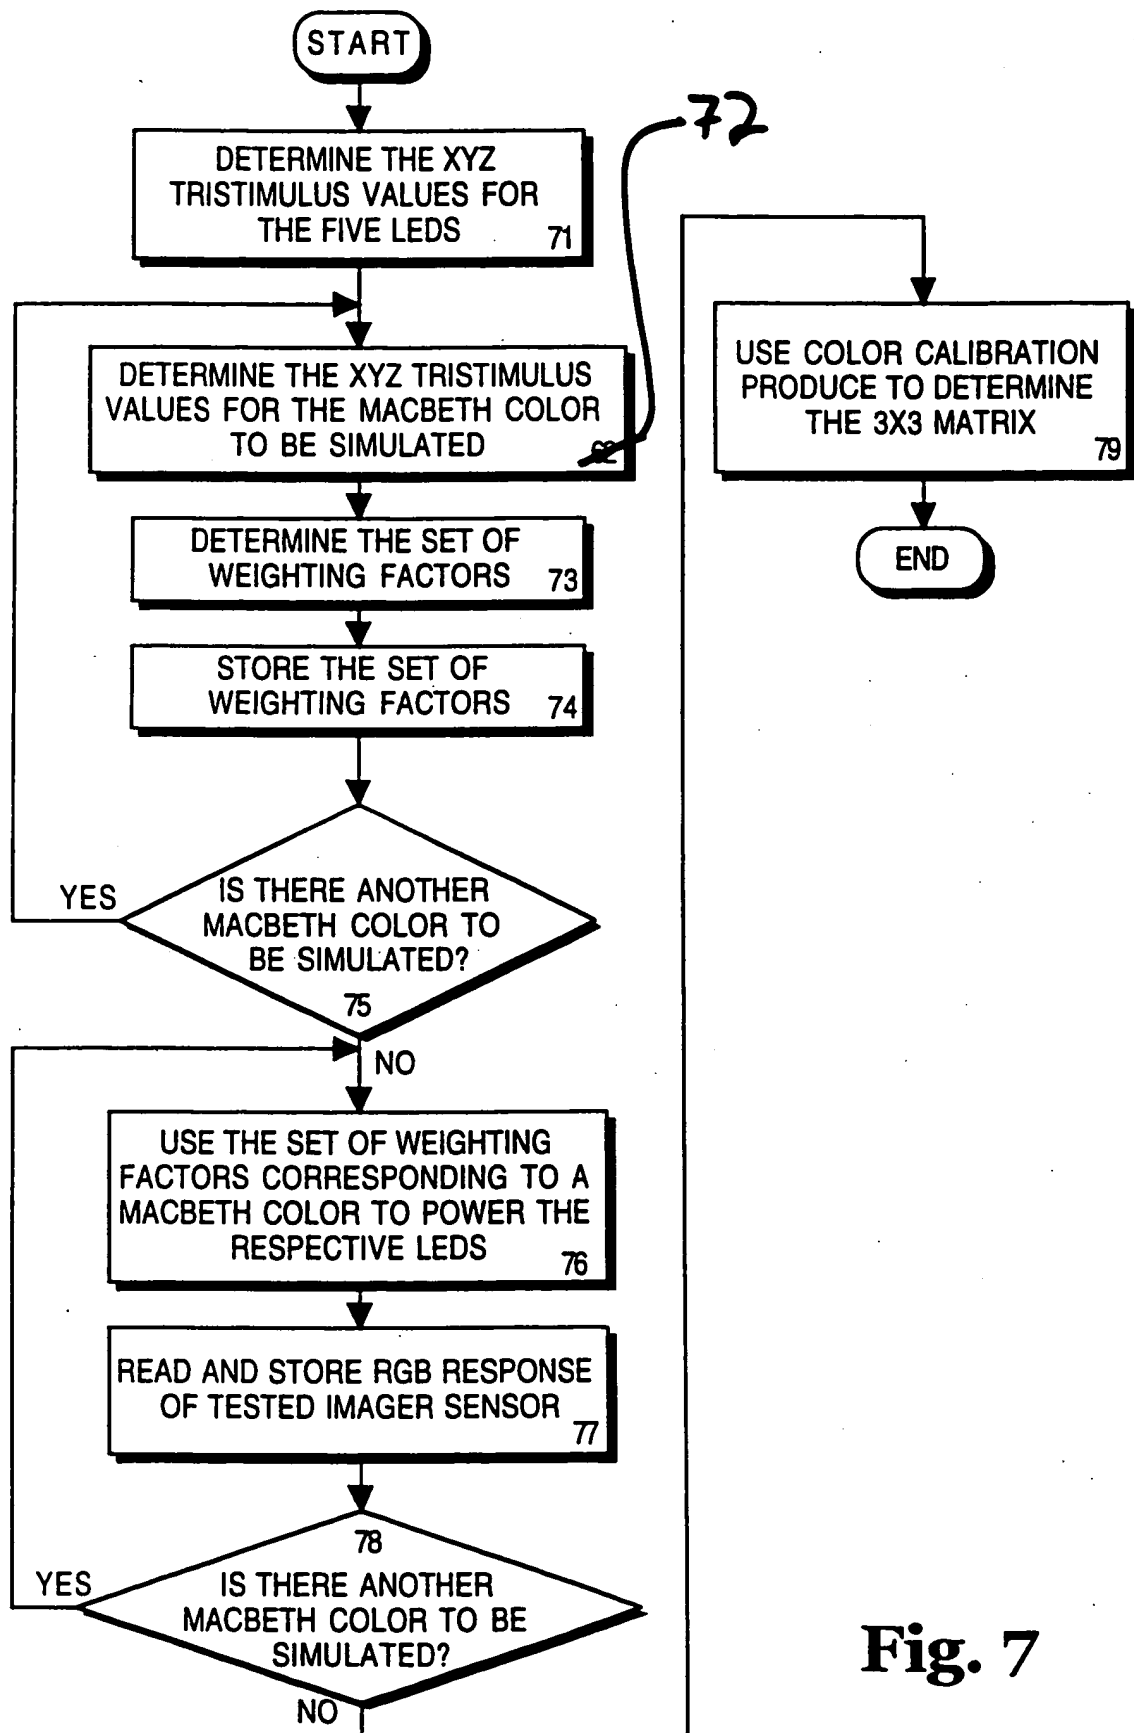 START
72
DETERMINE THE XYZ
TRISTIMULUS VALUES FOR
THE FIVE LEDS
71
DETERMINE THE XYZ TRISTIMULUS
VALUES FOR THE MACBETH COLOR
TO BE SIMULATED
62
DETERMINE THE SET OF
WEIGHTING FACTORS
73
STORE THE SET OF
WEIGHTING FACTORS
74
YES
IS THERE ANOTHER
MACBETH COLOR TO
BE SIMULATED?
75
NO
USE THE SET OF WEIGHTING
FACTORS CORRESPONDING TO A
MACBETH COLOR TO POWER THE
RESPECTIVE LEDS
76
READ AND STORE RGB RESPONSE
OF TESTED IMAGER SENSOR
77
78
YES
IS THERE ANOTHER
MACBETH COLOR TO BE
SIMULATED?
NO
USE COLOR CALIBRATION
PRODUCE TO DETERMINE
THE 3X3 MATRIX
79
END
Fig. 7